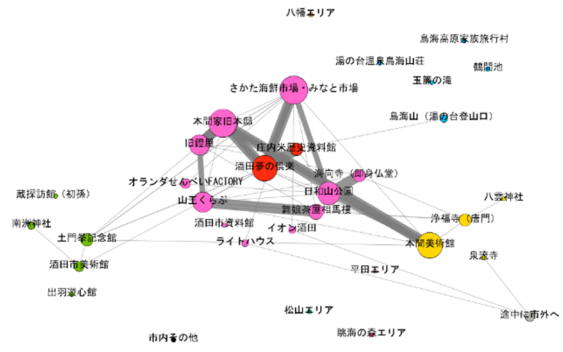 八幡エリア
鳥海高原家族旅行村
湯の台温泉鳥海山荘
鶴間池
玉簾の滝
さかた海鮮市場・みなと市場
鳥海山（湯の台登山口）
本間家旧本邸
旧鐙屋
庄内米歴史資料館
酒田夢の倶楽
海向寺（即身仏堂）
オランダせんべいFACTORY
日和山公園
蔵探訪館（初孫）
山王くらぶ
舞娘茶屋相馬樓
八雲神社
南洲神社
酒田市資料館
イオン酒田
浄福寺（唐門）
土門拳記念館
ライトハウス
本間美術館
泉流寺
酒田市美術館
平田エリア
出羽遊心館
松山エリア
途中に市外へ
市内その他
眺海の森エリア